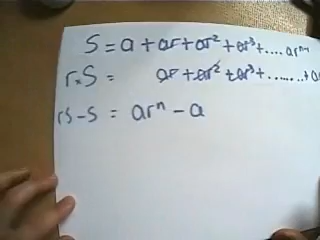 S = a + ar + ar² + ar³ + .... arⁿ⁻¹
r×S = ar + ar² + ar³ + ....... + a
rS - S = arⁿ - a